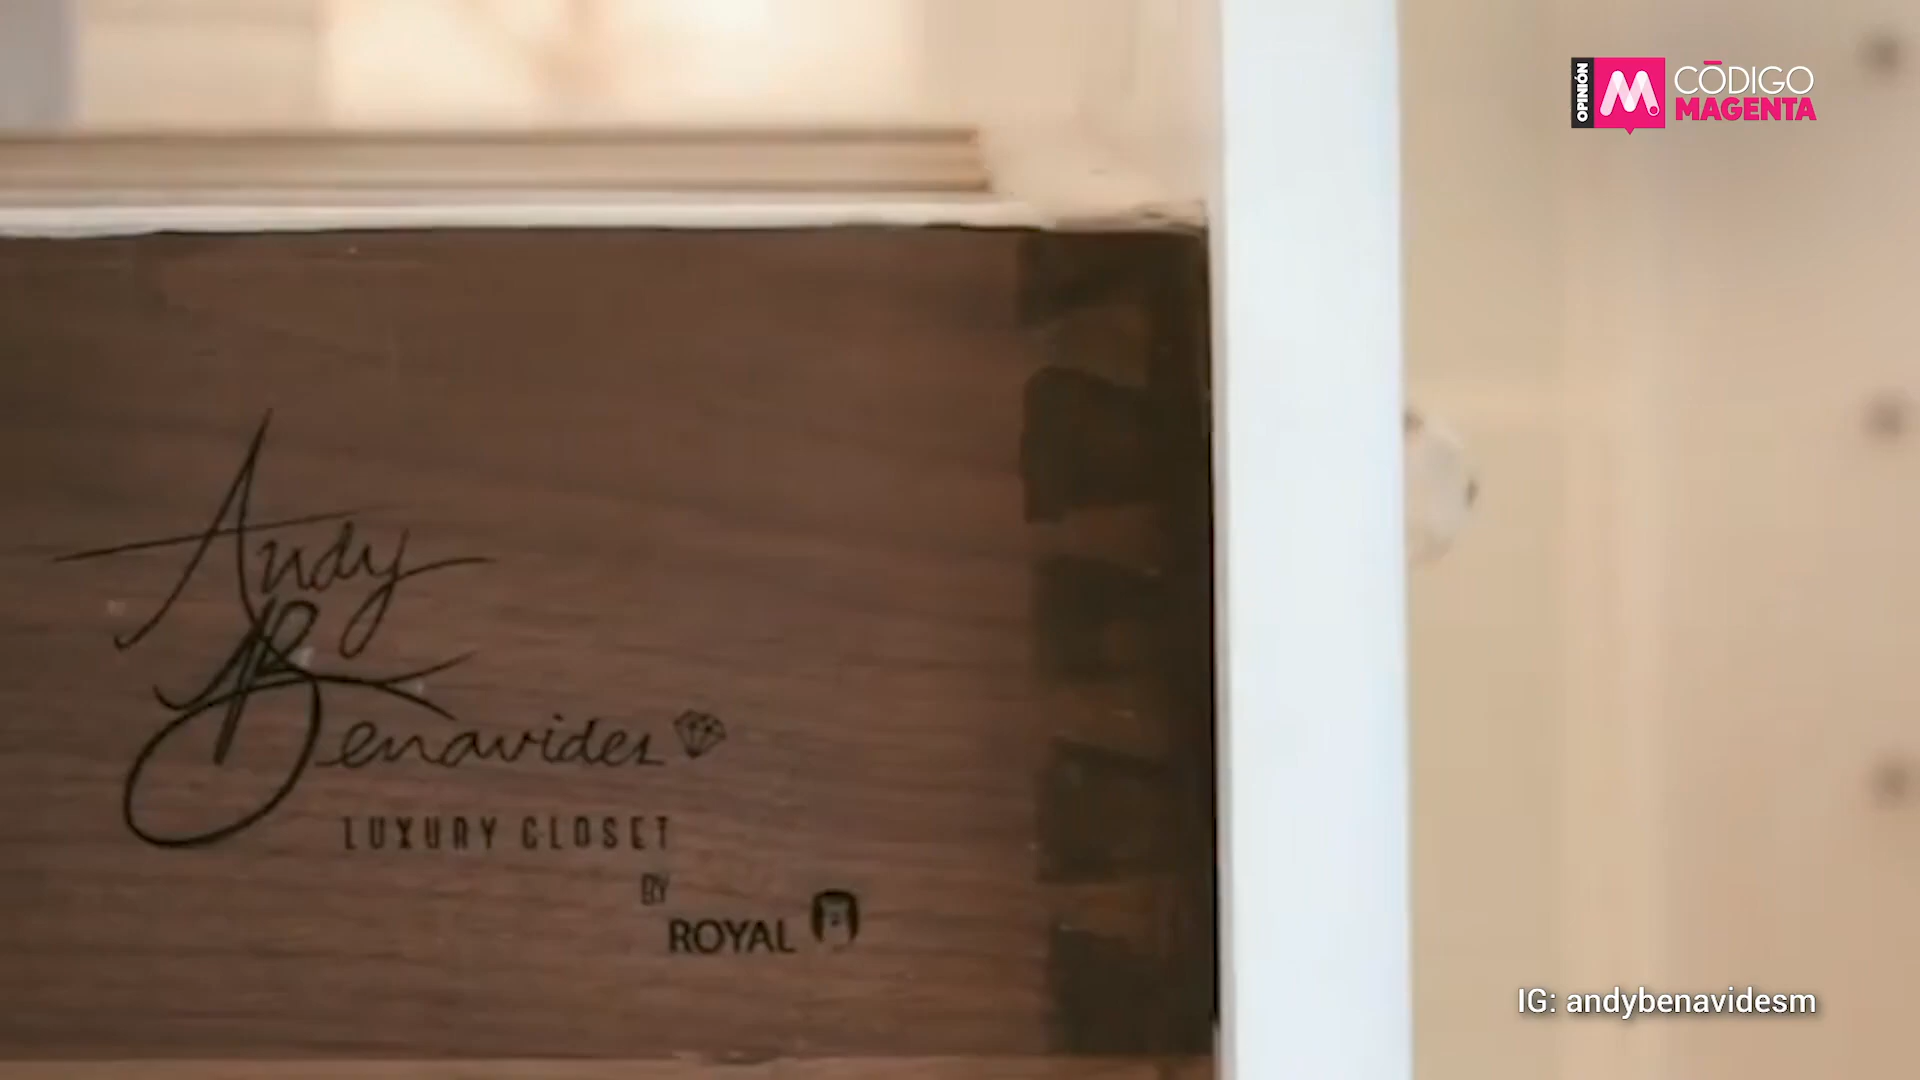 OPINIÓN
M.
CÓDIGO
MAGENTA
Andy
Benavides
LUXURY CLOSET
BY
ROYAL
IG: andybenavidesm